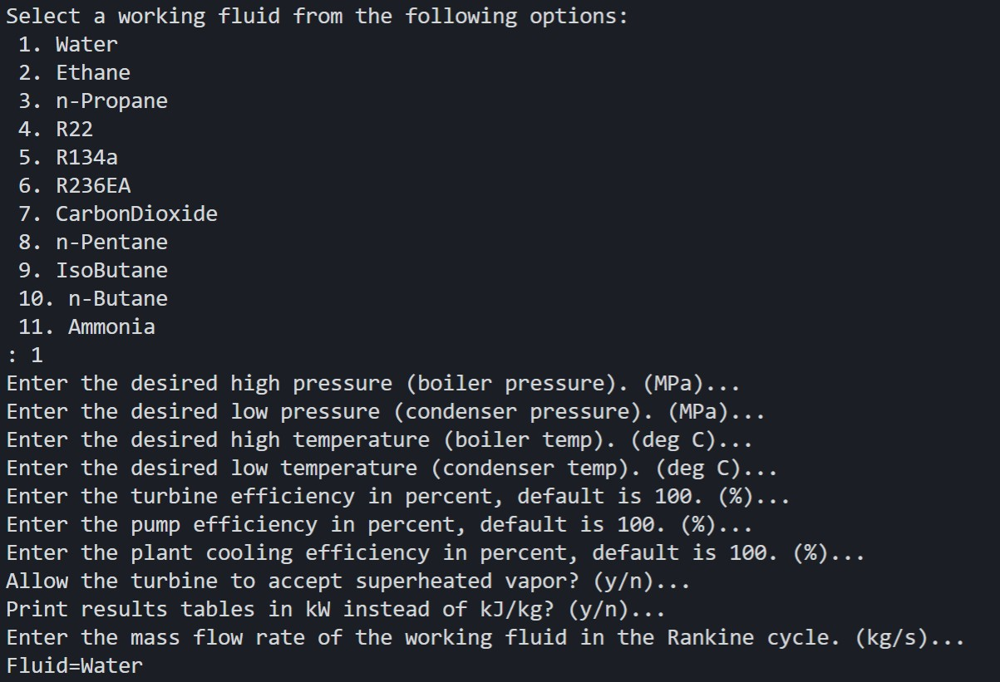 Select a working fluid from the following options:
1. Water
2. Ethane
3. n-Propane
4. R22
5. R134a
6. R236EA
7. CarbonDioxide
8. n-Pentane
9. IsoButane
10. n-Butane
11. Ammonia
: 1
Enter the desired high pressure (boiler pressure). (MPa)...
Enter the desired low pressure (condenser pressure). (MPa)...
Enter the desired high temperature (boiler temp). (deg C)...
Enter the desired low temperature (condenser temp). (deg C)...
Enter the turbine efficiency in percent, default is 100. (%)...
Enter the pump efficiency in percent, default is 100. (%)...
Enter the plant cooling efficiency in percent, default is 100. (%)...
Allow the turbine to accept superheated vapor? (y/n)...
Print results tables in kW instead of kJ/kg? (y/n)...
Enter the mass flow rate of the working fluid in the Rankine cycle. (kg/s)...
Fluid=Water